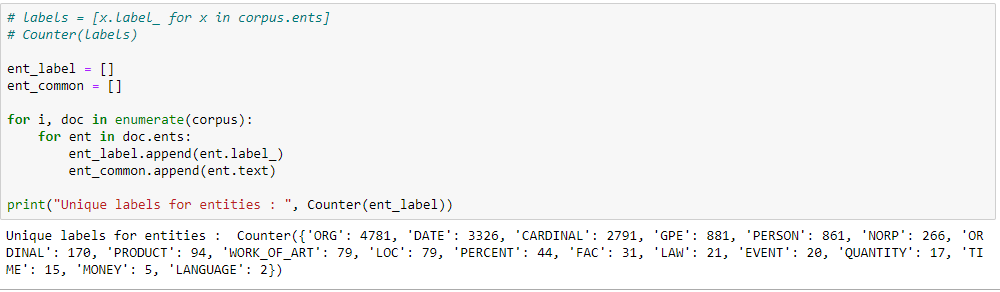 # labels = [x.label_ for x in corpus.ents]
# Counter(labels)
ent_label = []
ent_common = []
for i, doc in enumerate(corpus):
    for ent in doc.ents:
        ent_label.append(ent.label_)
        ent_common.append(ent.text)
print("Unique labels for entities : ", Counter(ent_label))
Unique labels for entities :  Counter({'ORG': 4781, 'DATE': 3326, 'CARDINAL': 2791, 'GPE': 881, 'PERSON': 861, 'NORP': 266, 'OR
DINAL': 170, 'PRODUCT': 94, 'WORK_OF_ART': 79, 'LOC': 79, 'PERCENT': 44, 'FAC': 31, 'LAW': 21, 'EVENT': 20, 'QUANTITY': 17, 'TI
ME': 15, 'MONEY': 5, 'LANGUAGE': 2})